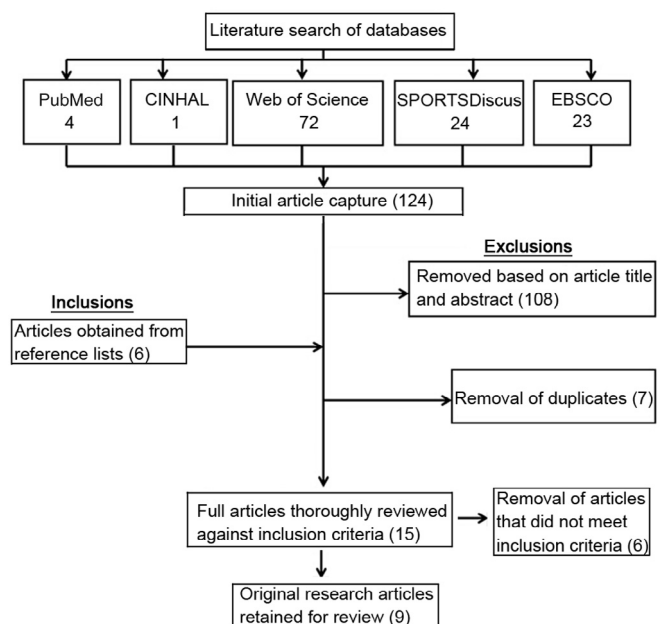 Literature search of databases
PubMed
4
CINHAL
1
Web of Science
72
SPORTSDiscus
24
EBSCO
23
Initial article capture (124)
Exclusions
Removed based on article title
and abstract (108)
Inclusions
Articles obtained from
reference lists (6)
Removal of duplicates (7)
Full articles thoroughly reviewed
against inclusion criteria (15)
Removal of articles
that did not meet
inclusion criteria (6)
Original research articles
retained for review (9)